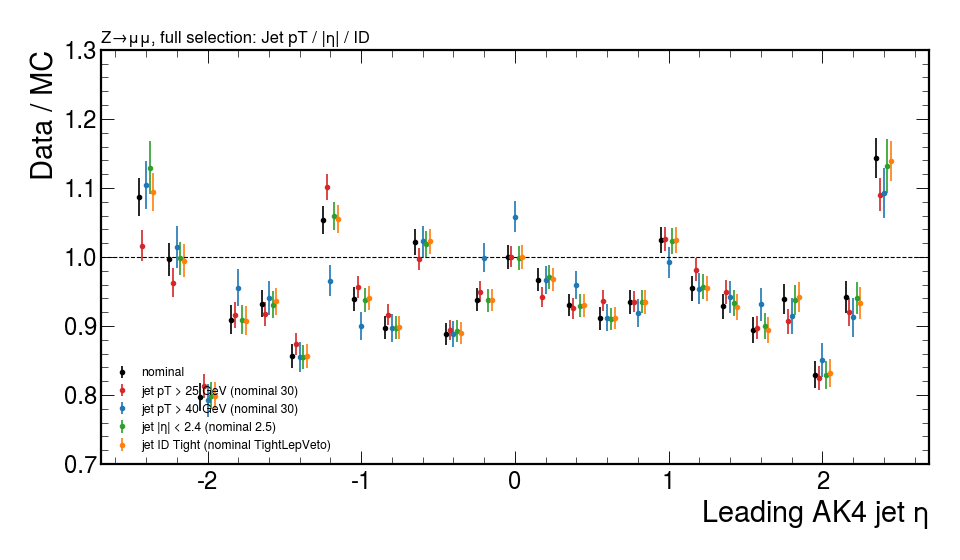 Z→μμ, full selection: Jet pT / |η| / ID
Data / MC
1.3
1.2
1.1
1.0
0.9
0.8
0.7
nominal
jet pT > 25 GeV (nominal 30)
jet pT > 40 GeV (nominal 30)
jet |η| < 2.4 (nominal 2.5)
jet ID Tight (nominal TightLepVeto)
-2
-1
0
1
2
Leading AK4 jet η